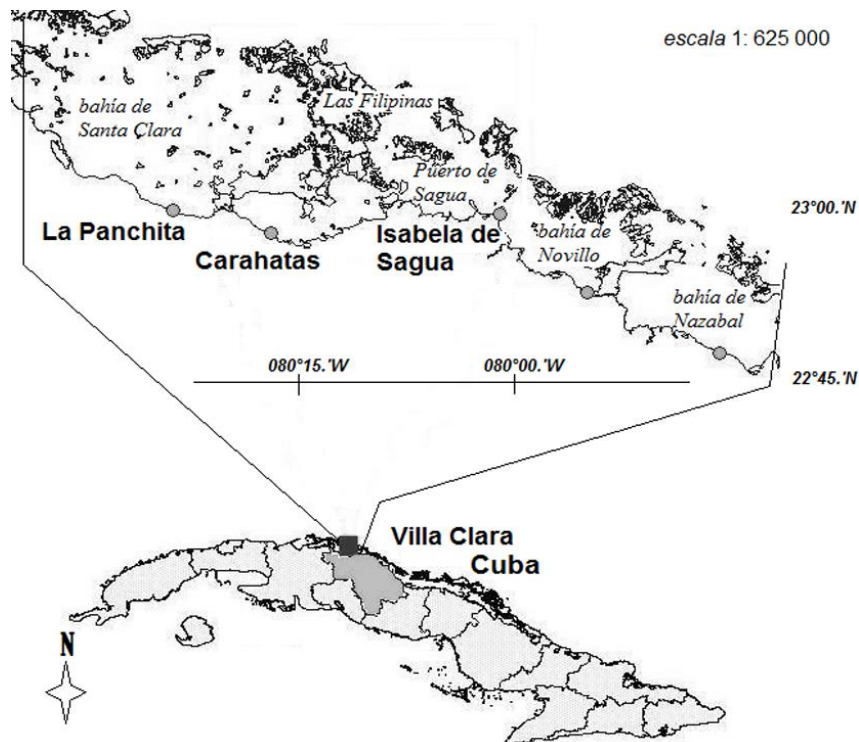 escala 1: 625 000
bahía de
Santa Clara
Las Filipinas
Puerto de
Sagua
23°00.'N
La Panchita
Carahatas
Isabela de
Sagua
bahía de
Novillo
bahía de
Nazabal
080°15.'W
080°00.'W
22°45.'N
Villa Clara
Cuba
N